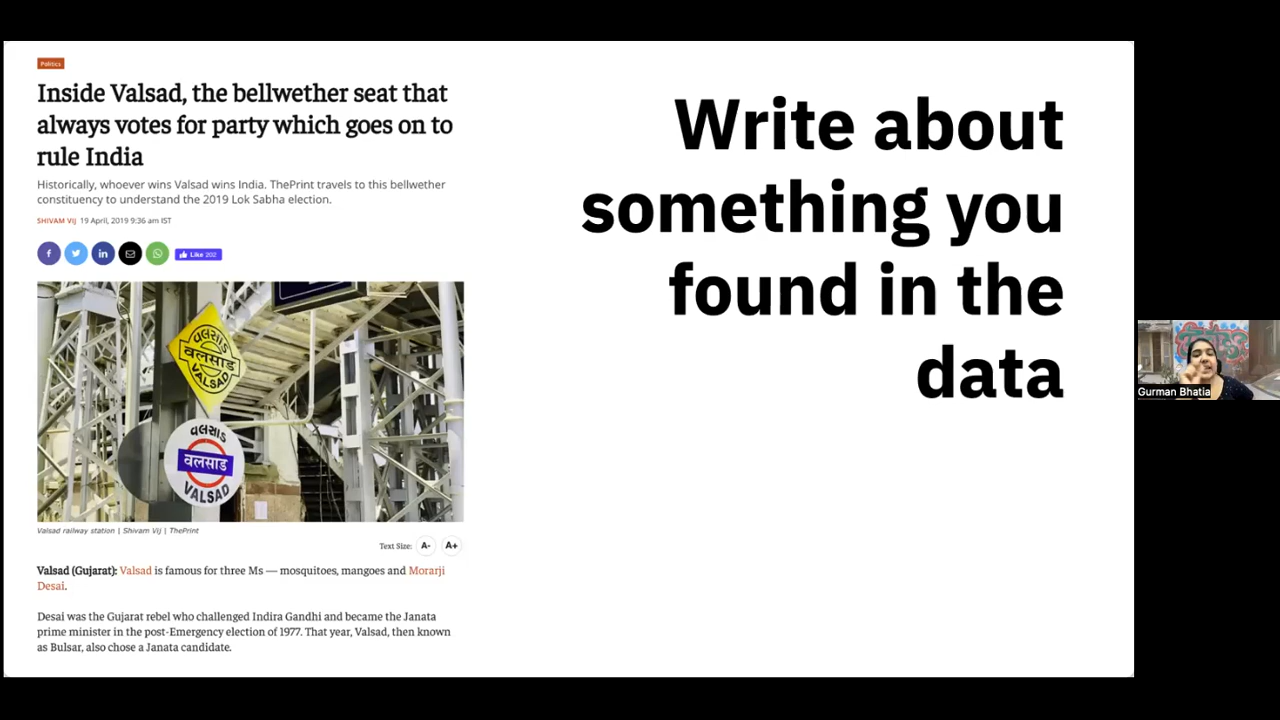 Politics
Inside Valsad, the bellwether seat that
always votes for party which goes on to
rule India
Historically, whoever wins Valsad wins India. ThePrint travels to this bellwether
constituency to understand the 2019 Lok Sabha election.
SHIVAM VIJ 19 April, 2019 9:36 am IST
Like 202
વલસાડ
वलसाड
VALSAD
વલસાડ
वलसाड
VALSAD
Valsad railway station | Shivam Vij | ThePrint
Text Size: A- A+
Valsad (Gujarat): Valsad is famous for three Ms — mosquitoes, mangoes and Morarji
Desai.
Desai was the Gujarat rebel who challenged Indira Gandhi and became the Janata
prime minister in the post-Emergency election of 1977. That year, Valsad, then known
as Bulsar, also chose a Janata candidate.
Write about
something you
found in the
data
Gurman Bhatia